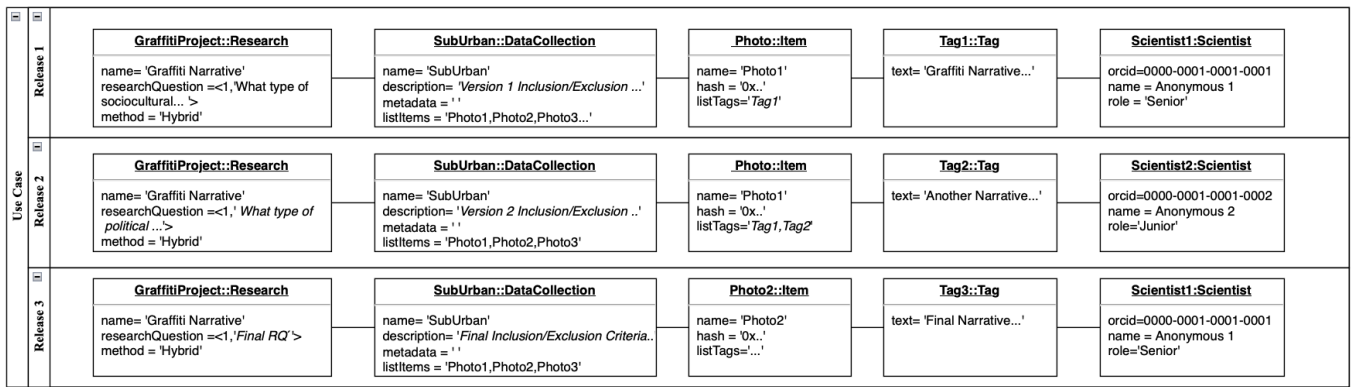 Use Case
Release 1
GraffitiProject::Research
name= 'Graffiti Narrative'
researchQuestion =<1,'What type of
sociocultural... '>
method = 'Hybrid'
SubUrban::DataCollection
name= 'SubUrban'
description= 'Version 1 Inclusion/Exclusion ...'
metadata = ' '
listItems = 'Photo1,Photo2,Photo3...'
Photo::Item
name= 'Photo1'
hash = '0x..'
listTags='Tag1'
Tag1::Tag
text= 'Graffiti Narrative...'
Scientist1:Scientist
orcid=0000-0001-0001-0001
name = Anonymous 1
role = 'Senior'
Release 2
GraffitiProject::Research
name= 'Graffiti Narrative'
researchQuestion =<1,' What type of
political ...'>
method = 'Hybrid'
SubUrban::DataCollection
name= 'SubUrban'
description= 'Version 2 Inclusion/Exclusion ..'
metadata = ' '
listItems = 'Photo1,Photo2,Photo3'
Photo::Item
name= 'Photo1'
hash = '0x..'
listTags='Tag1,Tag2'
Tag2::Tag
text= 'Another Narrative...'
Scientist2:Scientist
orcid=0000-0001-0001-0002
name = Anonymous 2
role='Junior'
Release 3
GraffitiProject::Research
name= 'Graffiti Narrative'
researchQuestion =<1,'Final RQ'>
method = 'Hybrid'
SubUrban::DataCollection
name= 'SubUrban'
description= 'Final Inclusion/Exclusion Criteria..
metadata = ' '
listItems = 'Photo1,Photo2,Photo3'
Photo2::Item
name= 'Photo2'
hash = '0x..'
listTags='...'
Tag3::Tag
text= 'Final Narrative...'
Scientist1:Scientist
orcid=0000-0001-0001-0001
name = Anonymous 1
role='Senior'